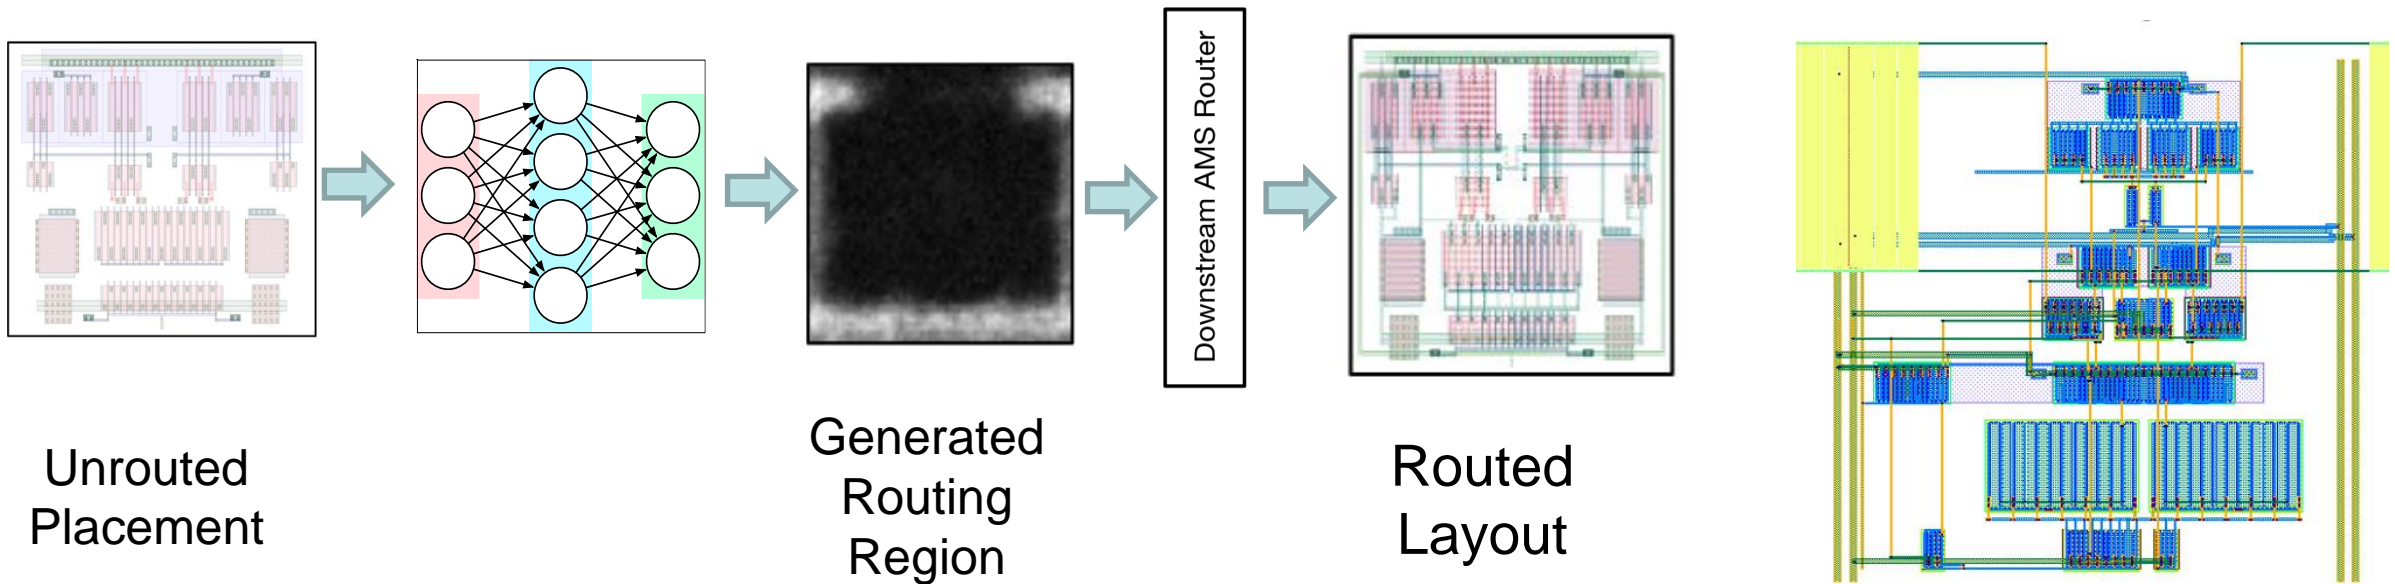 Unrouted
Placement
Generated
Routing
Region
Downstream AMS Router
Routed
Layout